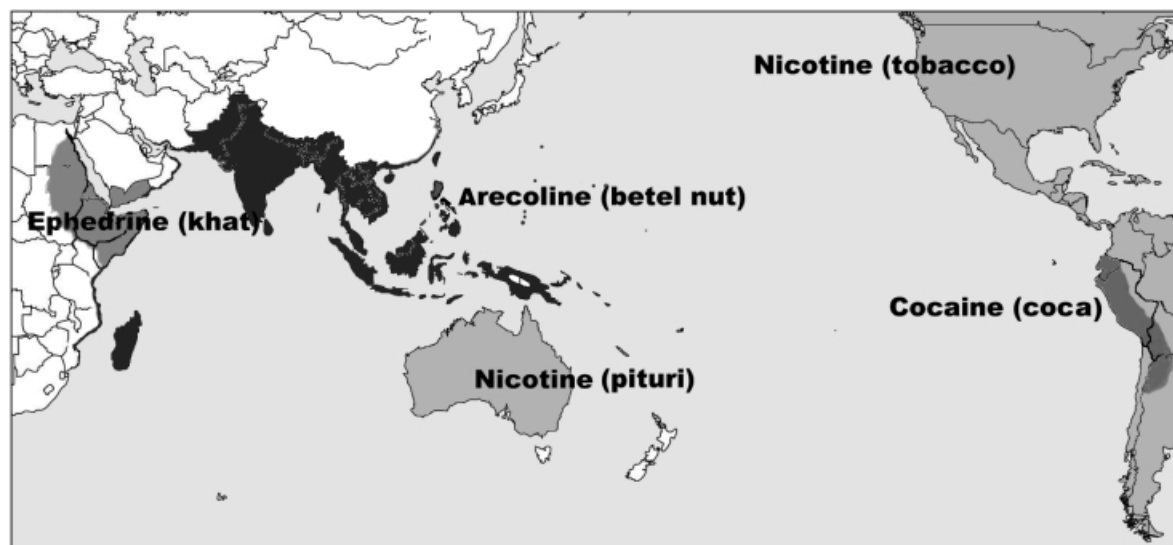 Nicotine (tobacco)
Arecoline (betel nut)
Ephedrine (khat)
Cocaine (coca)
Nicotine (pituri)